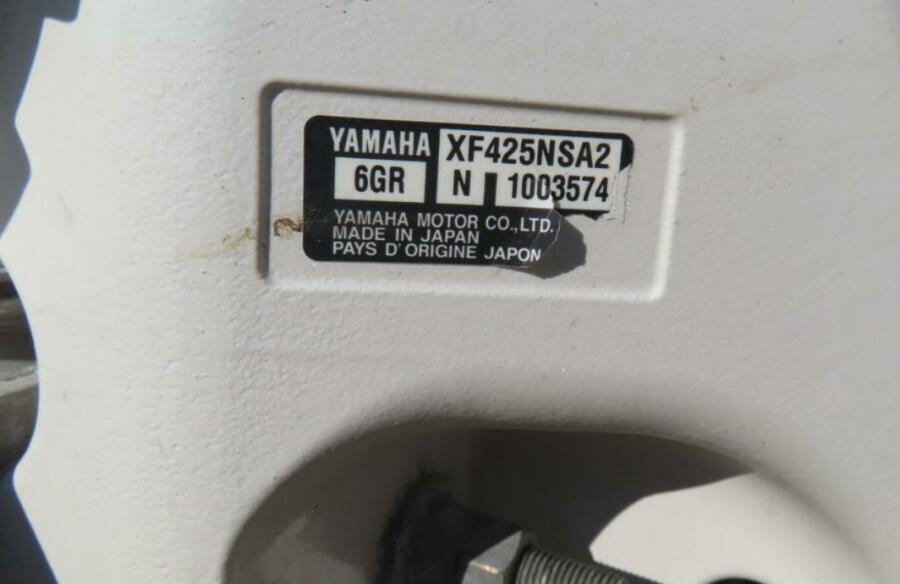 YAMAHA XF425NSA2
6GR N 1003574
YAMAHA MOTOR CO.,LTD.
MADE IN JAPAN
PAYS D'ORIGINE JAPON